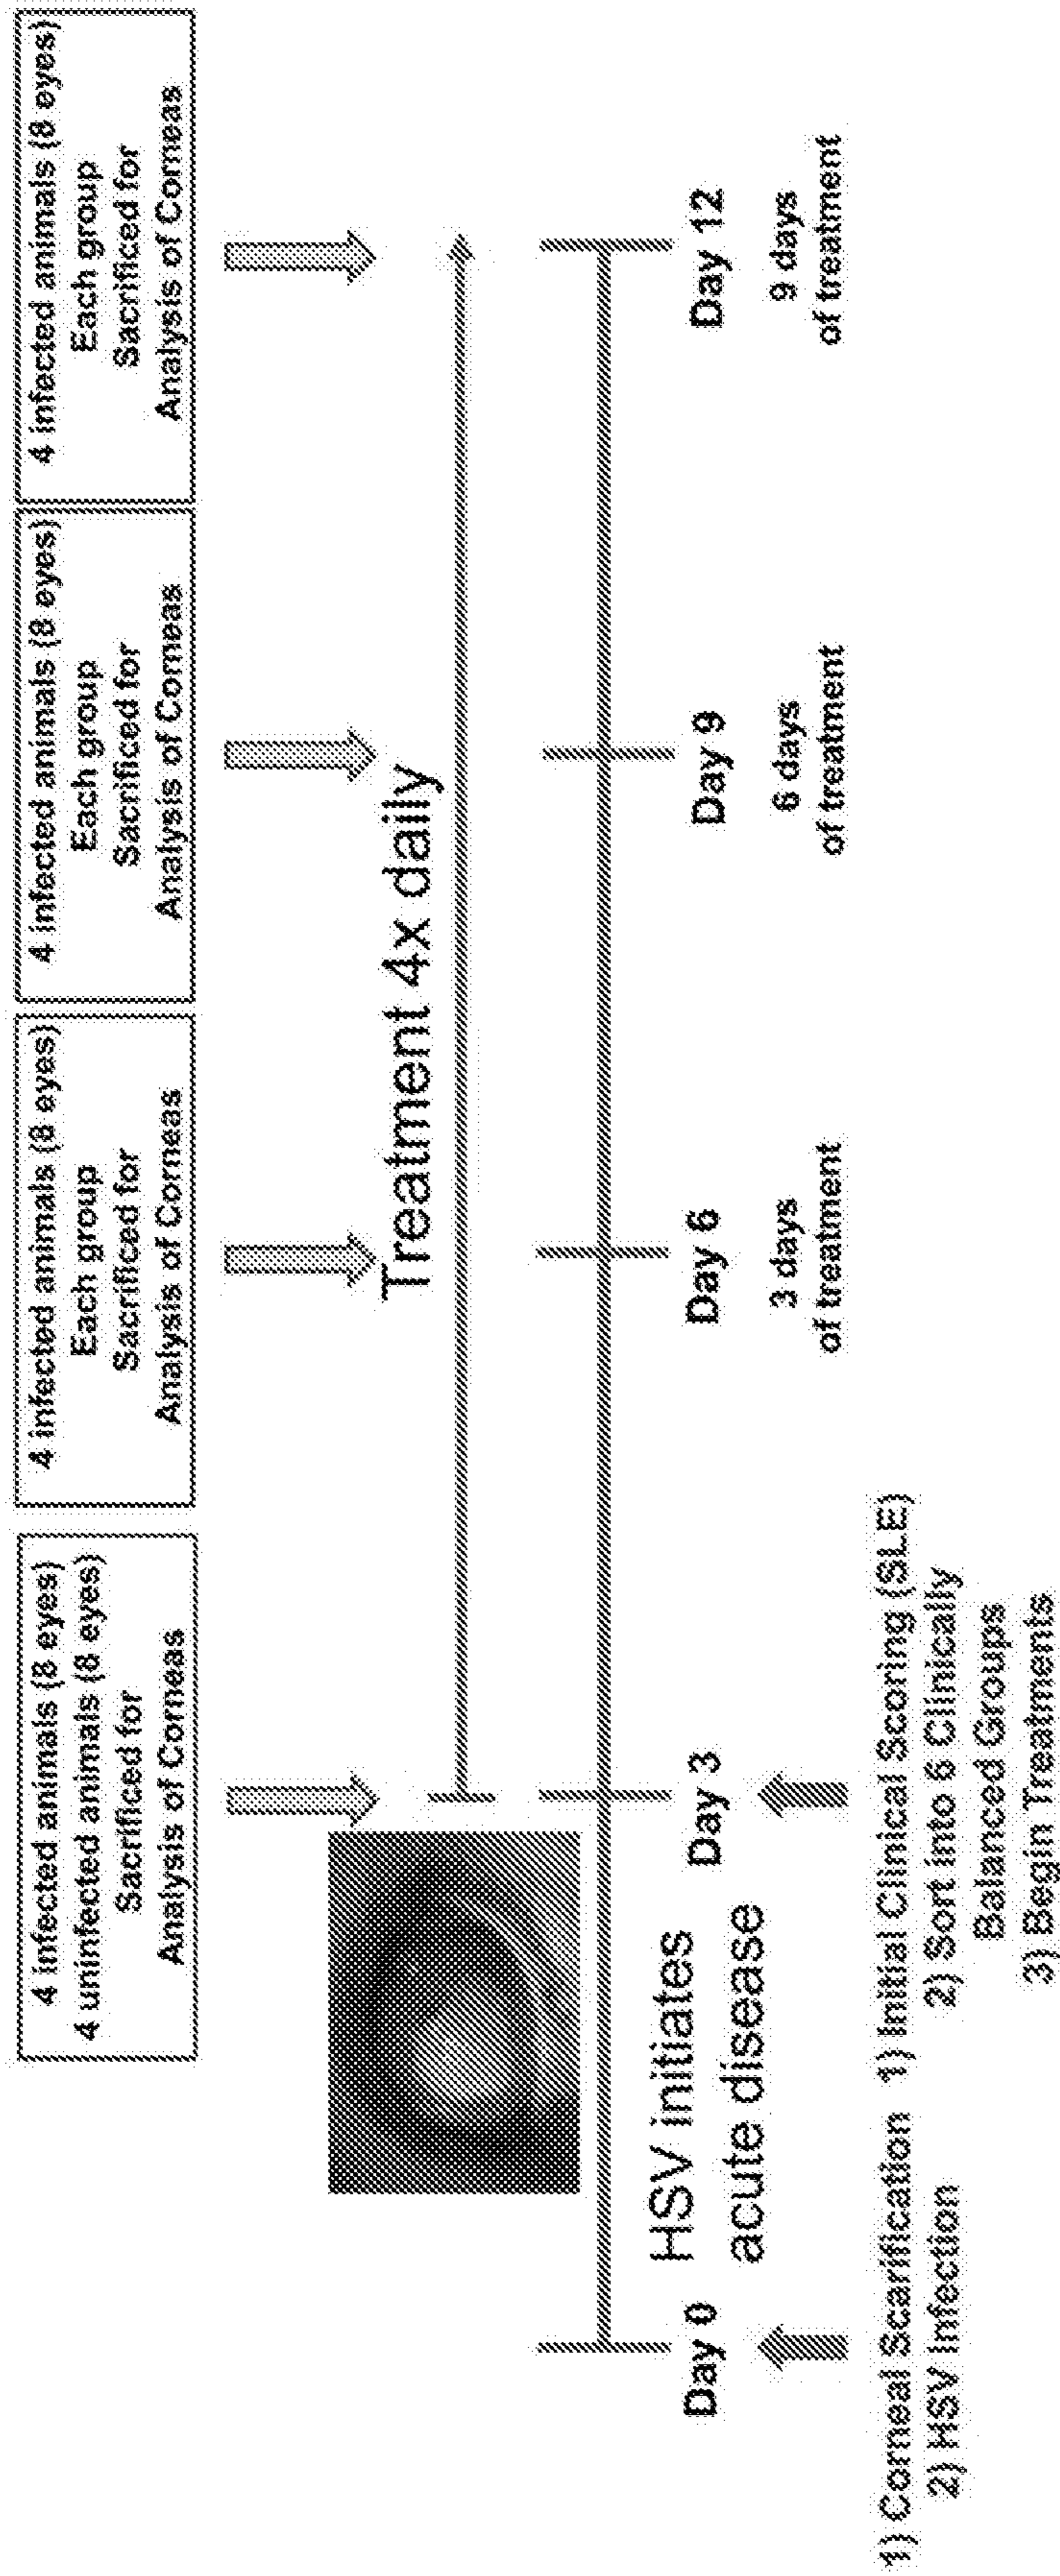 4 infected animals (8 eyes)
4 uninfected animals (8 eyes)
Sacrificed for
Analysis of Corneas
4 infected animals (8 eyes)
Each group
Sacrificed for
Analysis of Corneas
4 infected animals (8 eyes)
Each group
Sacrificed for
Analysis of Corneas
4 infected animals (8 eyes)
Each group
Sacrificed for
Analysis of Corneas
Treatment 4x daily
HSV initiates
acute disease
Day 0
Day 3
Day 6
Day 9
Day 12
3 days
of treatment
6 days
of treatment
9 days
of treatment
1) Corneal Scarification
2) HSV Infection
1) Initial Clinical Scoring (SLE)
2) Sort into 6 Clinically
Balanced Groups
3) Begin Treatments